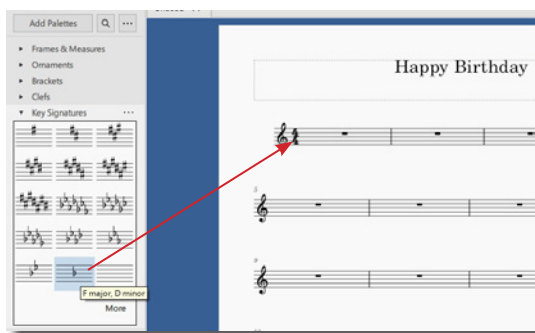 Add Palettes
Frames & Measures
Ornaments
Brackets
Clefs
Key Signatures
F major, D minor
More
Happy Birthday
5
9